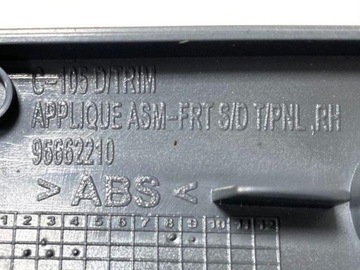 C-105 D/TRIM
APPLIQUE ASM-FRT S/D T/PNL ,RH
96662210
> ABS <
1 2 3 4 5 6 7 8 9 10 11 12